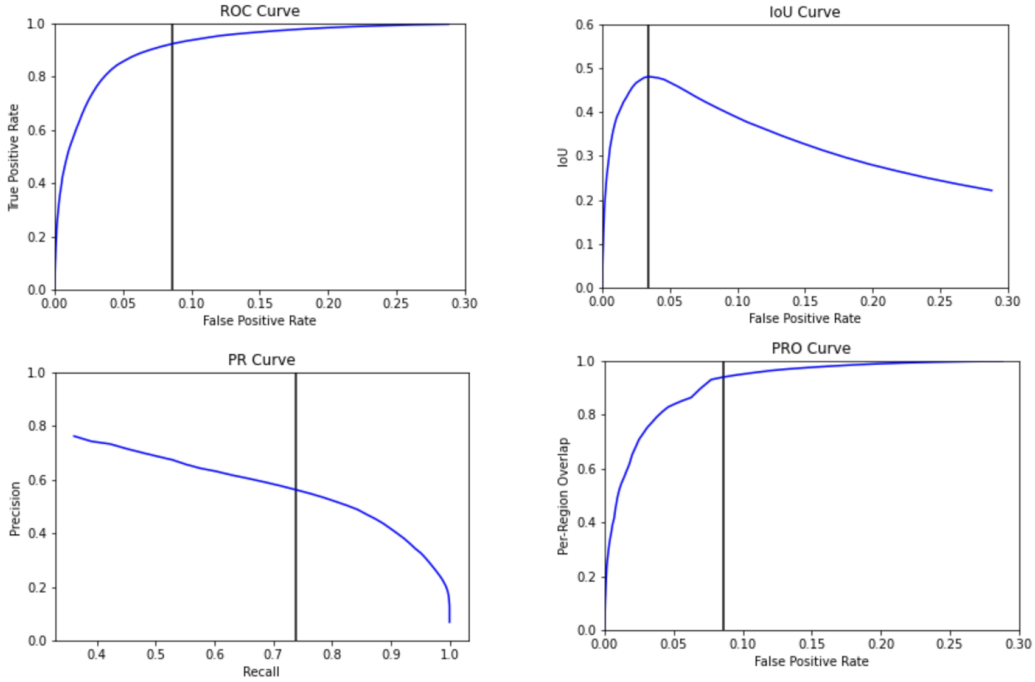 ROC Curve
1.0
0.8
0.6
0.4
0.2
0.0
True Positive Rate
0.00 0.05 0.10 0.15 0.20 0.25 0.30
False Positive Rate
IoU Curve
0.6
0.5
0.4
0.3
0.2
0.1
0.0
IoU
0.00 0.05 0.10 0.15 0.20 0.25 0.30
False Positive Rate
PR Curve
1.0
0.8
0.6
0.4
0.2
0.0
Precision
0.4 0.5 0.6 0.7 0.8 0.9 1.0
Recall
PRO Curve
1.0
0.8
0.6
0.4
0.2
0.0
Per-Region Overlap
0.00 0.05 0.10 0.15 0.20 0.25 0.30
False Positive Rate